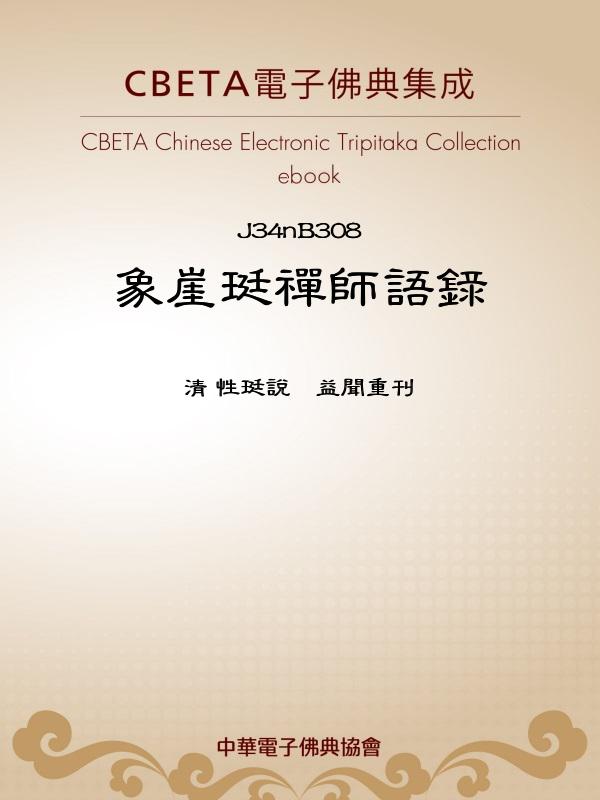 CBETA電子佛典集成
CBETA Chinese Electronic Tripitaka Collection
ebook
J34nB308
象崖珽禪師語錄
清 性珽說　益聞重刊
中華電子佛典協會